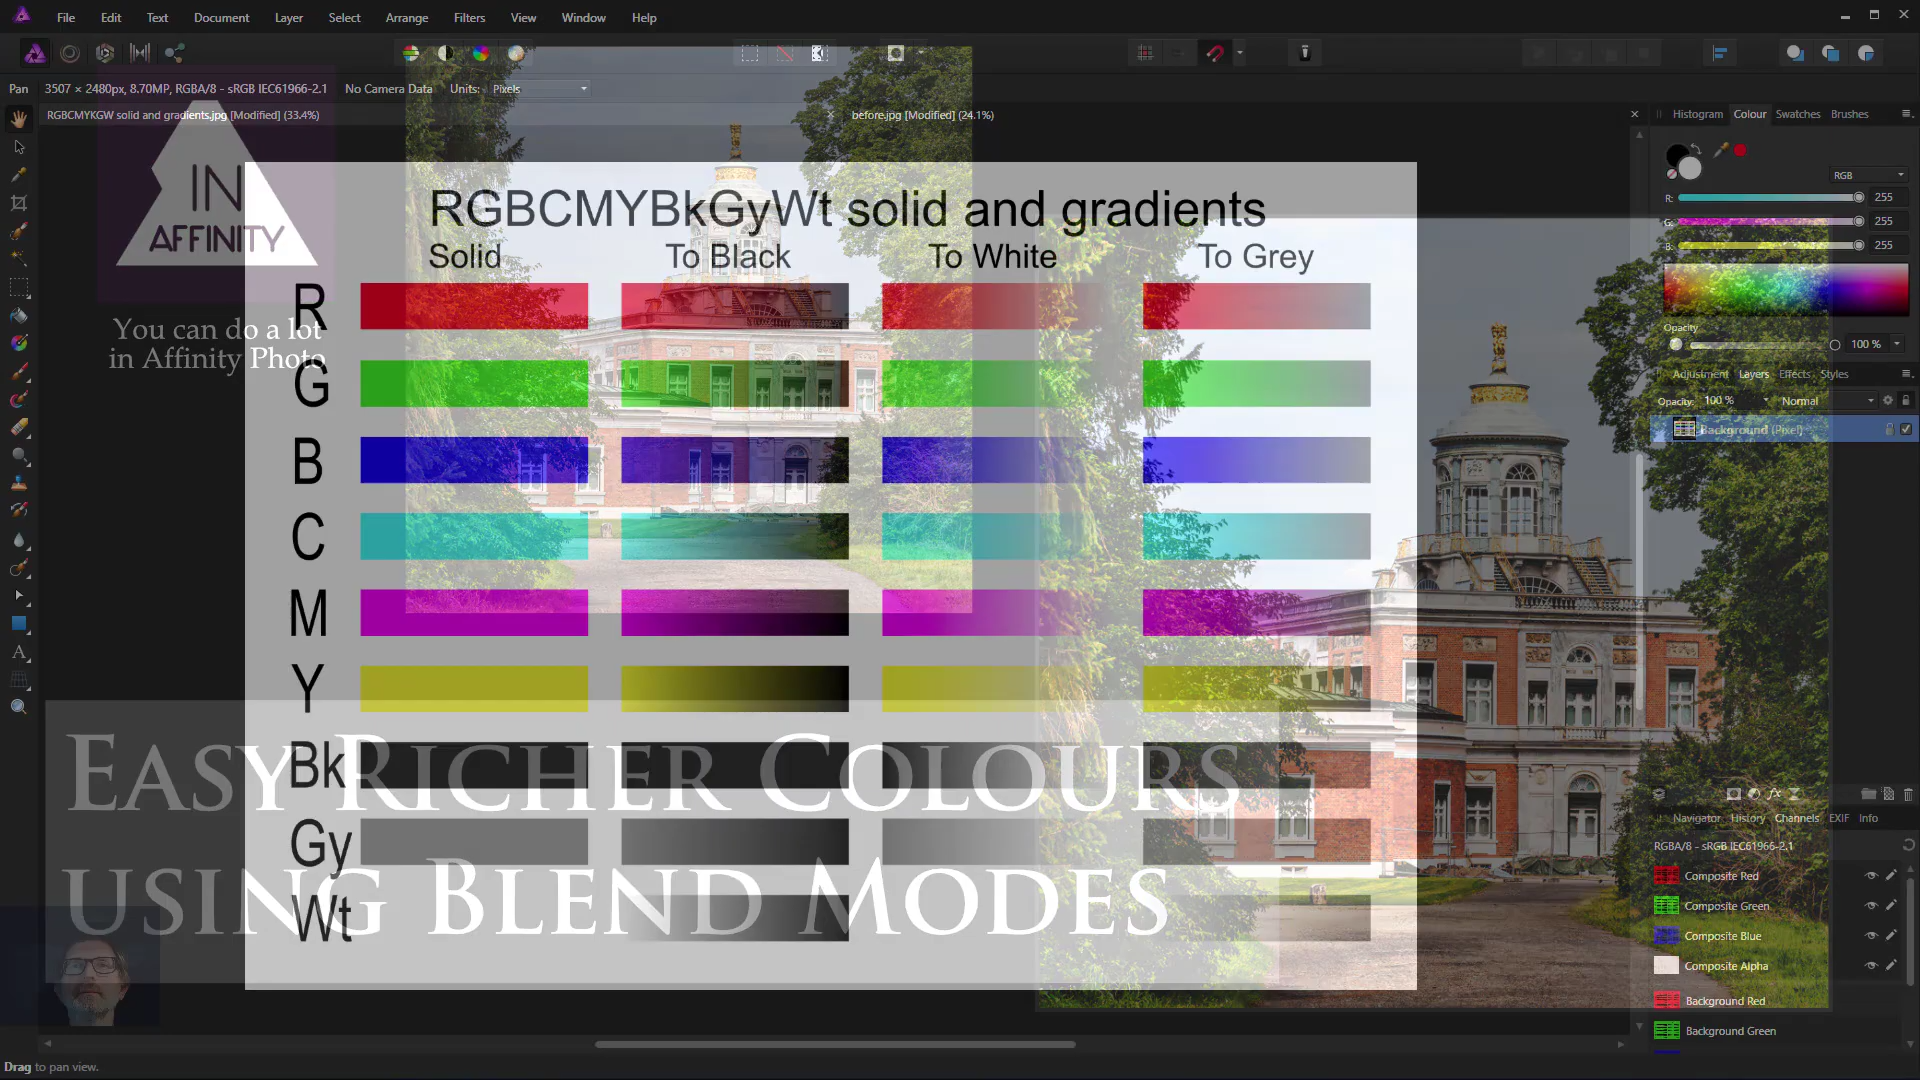 File Edit Text Document Layer Select Arrange Filters View Window Help
Pan 3507 × 2480px, 8.70MP, RGBA/8 - sRGB IEC61966-2.1 No Camera Data Units: Pixels
RGBCMYKGW solid and gradients.jpg [Modified] (33.4%)
before.jpg [Modified] (24.1%)
Histogram Colour Swatches Brushes
RGB
R: 255
G: 255
B: 255
Opacity
100 %
Adjustment Layers Effects Styles
Opacity: 100 % Normal
Background (Pixel)
IN
AFFINITY
You can do a lot
in Affinity Photo
RGBCMYBkGyWt solid and gradients
Solid To Black To White To Grey
R
G
B
C
M
Y
Bk
Gy
Wt
Easy Richer Colours
using Blend Modes
Navigator History Channels EXIF Info
RGBA/8 - sRGB IEC61966-2.1
Composite Red
Composite Green
Composite Blue
Composite Alpha
Background Red
Background Green
Drag to pan view.